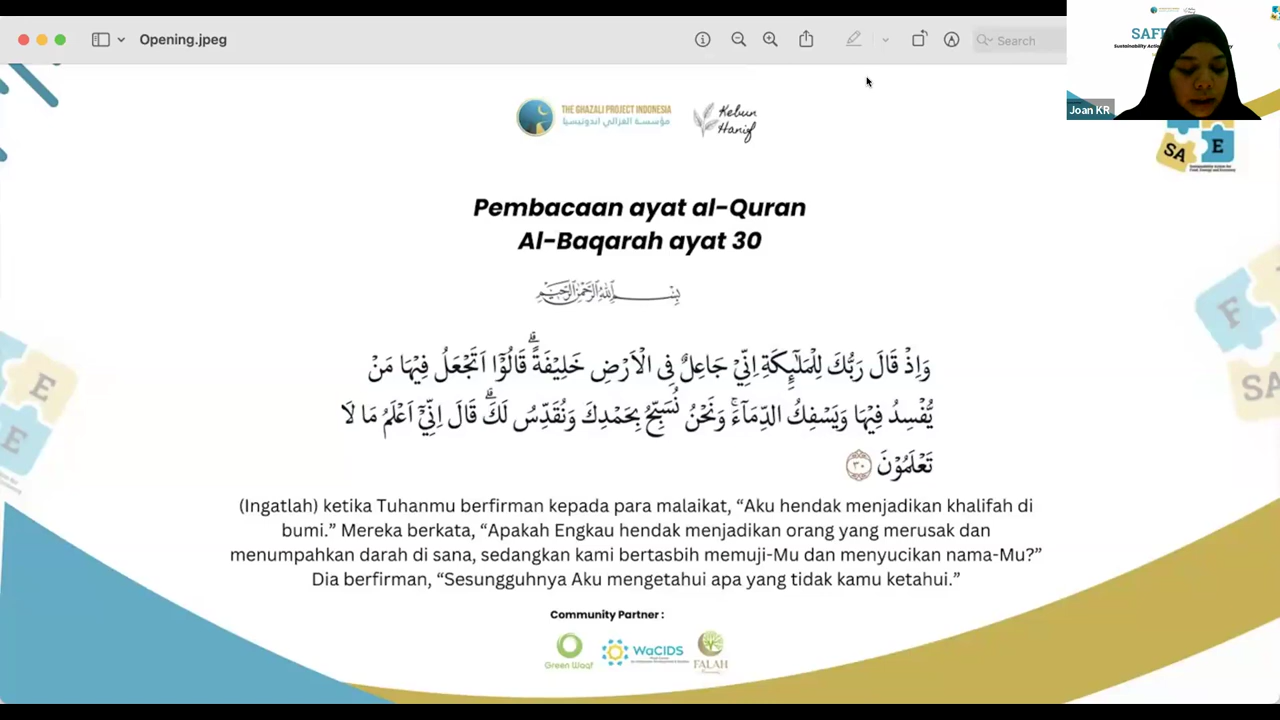 Opening.jpeg
Search
Joan KR
SAFE
THE GHAZALI PROJECT INDONESIA
مؤسسة الغزالي اندونيسيا
Kebun
Hanif
SA
E
Pembacaan ayat al-Quran
Al-Baqarah ayat 30
بِسْمِ اللّٰهِ الرَّحْمٰنِ الرَّحِيْمِ
وَاِذْ قَالَ رَبُّكَ لِلْمَلٰۤىِٕكَةِ اِنِّيْ جَاعِلٌ فِى الْاَرْضِ خَلِيْفَةً ۗ قَالُوْٓا اَتَجْعَلُ فِيْهَا مَنْ
يُّفْسِدُ فِيْهَا وَيَسْفِكُ الدِّمَاۤءَۚ وَنَحْنُ نُسَبِّحُ بِحَمْدِكَ وَنُقَدِّسُ لَكَ ۗ قَالَ اِنِّيْٓ اَعْلَمُ مَا لَا
تَعْلَمُوْنَ ٣٠
(Ingatlah) ketika Tuhanmu berfirman kepada para malaikat, “Aku hendak menjadikan khalifah di
bumi.” Mereka berkata, “Apakah Engkau hendak menjadikan orang yang merusak dan
menumpahkan darah di sana, sedangkan kami bertasbih memuji-Mu dan menyucikan nama-Mu?”
Dia berfirman, “Sesungguhnya Aku mengetahui apa yang tidak kamu ketahui.”
Community Partner :
Green Waqf
WaCIDS
FALAH
E
E
F
SA